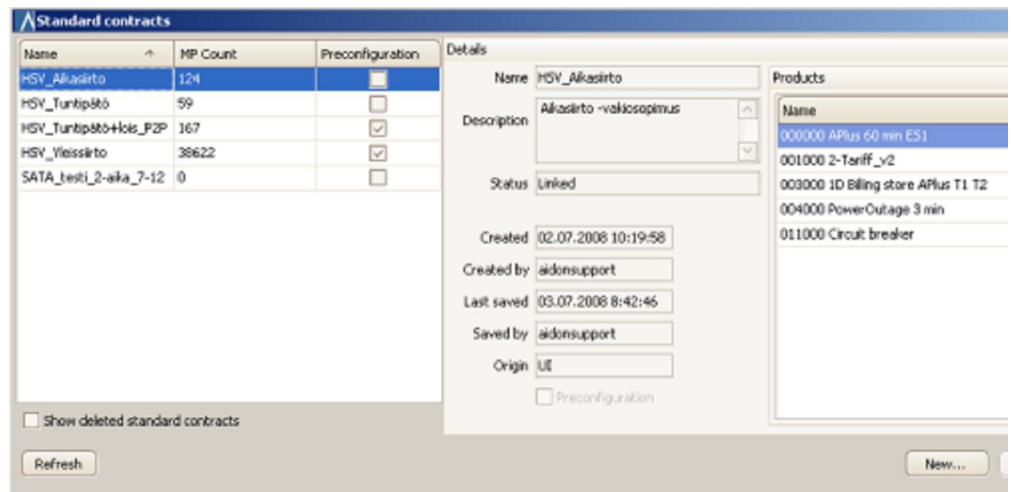 Standard contracts
Name MP Count Preconfiguration
HSV_Aikasiirto 124
HSV_Tuntipätö 59
HSV_Tuntipätö+lois_P2P 167
HSV_Yleissiirto 38622
SATA_testi_2-aika_7-12 0
Show deleted standard contracts
Refresh
Details
Name HSV_Aikasiirto
Description Aikasiirto -vakiosopimus
Status Linked
Created 02.07.2008 10:19:58
Created by aidonsupport
Last saved 03.07.2008 8:42:46
Saved by aidonsupport
Origin UI
Preconfiguration
Products
Name
000000 APlus 60 min ES1
001000 2-Tariff_v2
003000 1D Billing store APlus T1 T2
004000 PowerOutage 3 min
011000 Circuit breaker
New...